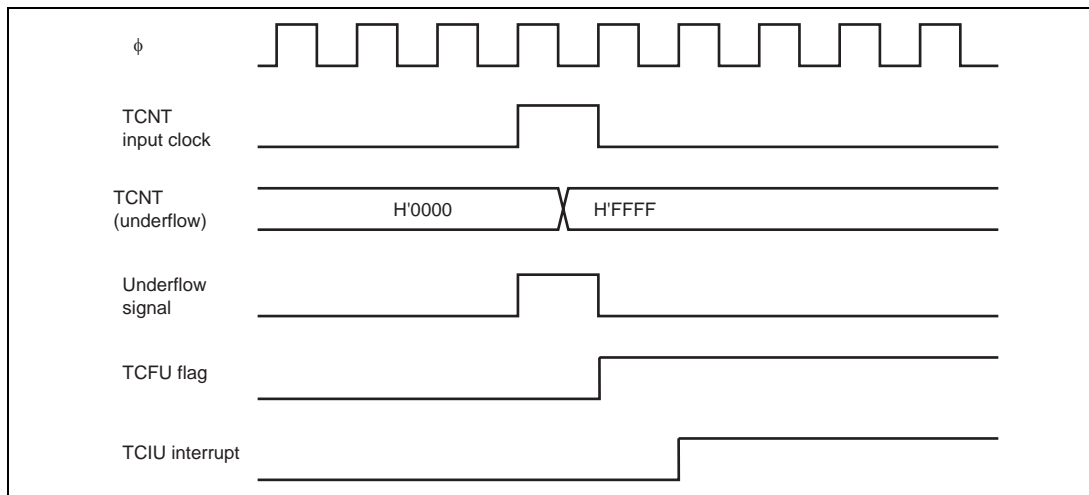 ϕ
TCNT
input clock
TCNT
(underflow)
H'0000
H'FFFF
Underflow
signal
TCFU flag
TCIU interrupt